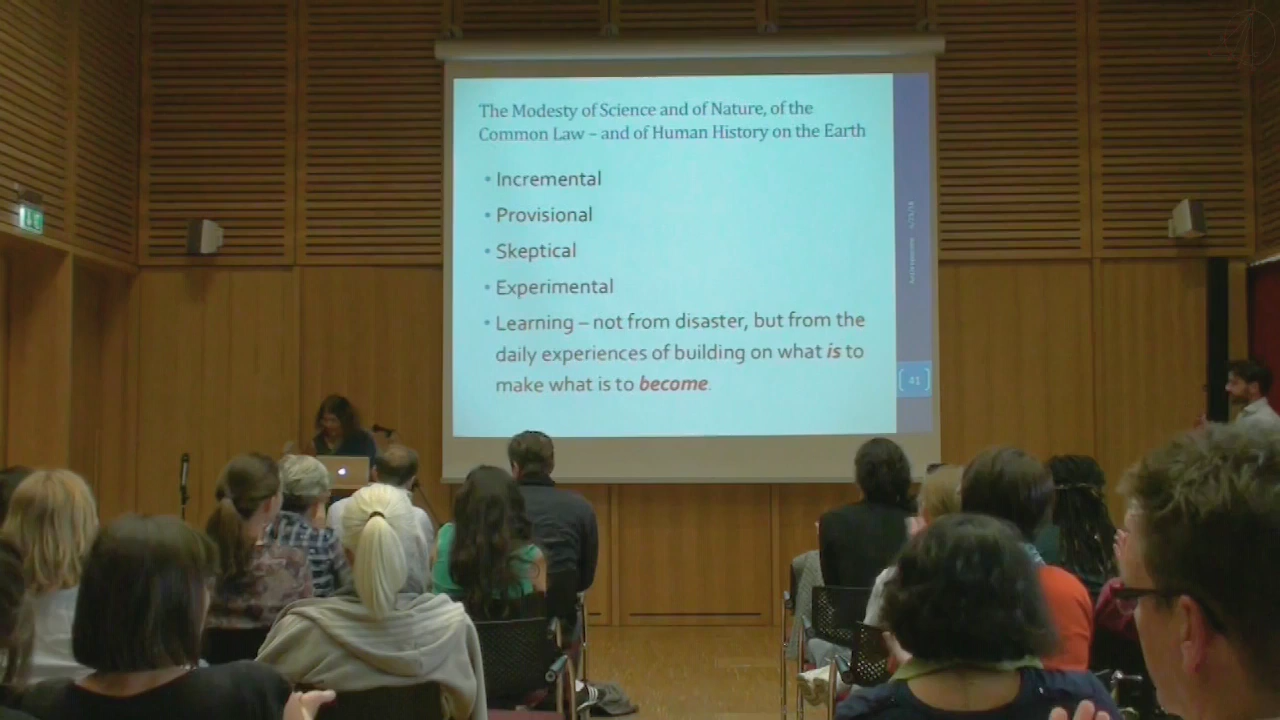 The Modesty of Science and of Nature, of the
Common Law – and of Human History on the Earth
• Incremental
• Provisional
• Skeptical
• Experimental
• Learning – not from disaster, but from the
daily experiences of building on what is to
make what is to become.
41